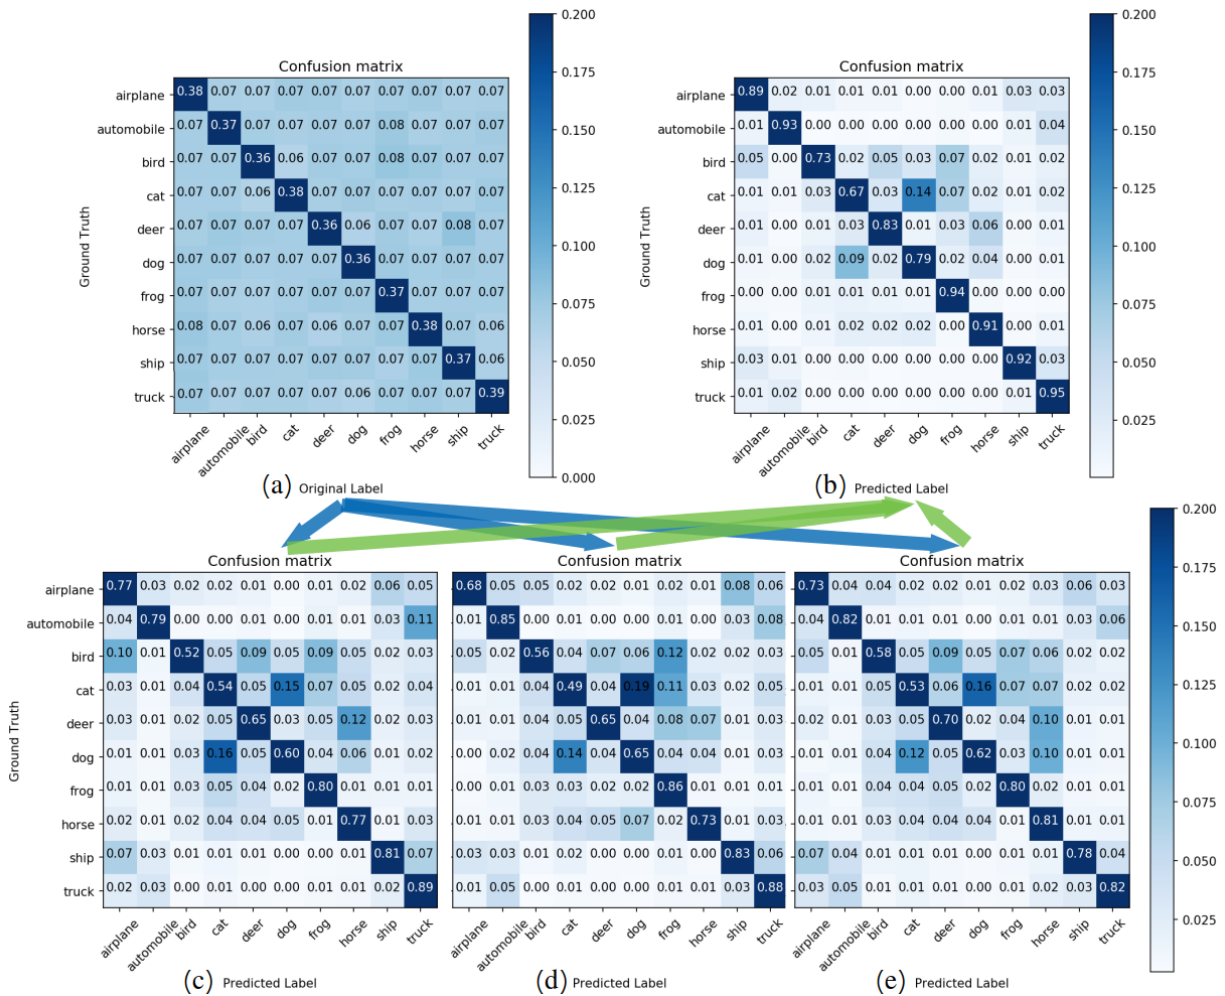 Confusion matrix
Ground Truth
airplane 0.38 0.07 0.07 0.07 0.07 0.07 0.07 0.07 0.07 0.07
automobile 0.07 0.37 0.07 0.07 0.07 0.07 0.08 0.07 0.07 0.07
bird 0.07 0.07 0.36 0.06 0.07 0.07 0.08 0.07 0.07 0.07
cat 0.07 0.07 0.06 0.38 0.07 0.07 0.07 0.07 0.07 0.07
deer 0.07 0.07 0.07 0.07 0.36 0.06 0.07 0.07 0.08 0.07
dog 0.07 0.07 0.07 0.07 0.07 0.36 0.07 0.07 0.07 0.07
frog 0.07 0.07 0.07 0.07 0.07 0.07 0.37 0.07 0.07 0.07
horse 0.08 0.07 0.06 0.07 0.06 0.07 0.07 0.38 0.07 0.06
ship 0.07 0.07 0.07 0.07 0.07 0.07 0.07 0.07 0.37 0.06
truck 0.07 0.07 0.07 0.07 0.07 0.06 0.07 0.07 0.07 0.39
airplane automobile bird cat deer dog frog horse ship truck
(a) Original Label
0.200
0.175
0.150
0.125
0.100
0.075
0.050
0.025
0.000
Confusion matrix
Ground Truth
airplane 0.89 0.02 0.01 0.01 0.01 0.00 0.00 0.01 0.03 0.03
automobile 0.01 0.93 0.00 0.00 0.00 0.00 0.00 0.00 0.01 0.04
bird 0.05 0.00 0.73 0.02 0.05 0.03 0.07 0.02 0.01 0.02
cat 0.01 0.01 0.03 0.67 0.03 0.14 0.07 0.02 0.01 0.02
deer 0.01 0.00 0.01 0.03 0.83 0.01 0.03 0.06 0.00 0.01
dog 0.01 0.00 0.01 0.09 0.02 0.79 0.02 0.04 0.00 0.01
frog 0.00 0.00 0.01 0.01 0.01 0.01 0.94 0.00 0.00 0.00
horse 0.01 0.00 0.01 0.02 0.02 0.02 0.00 0.91 0.00 0.01
ship 0.03 0.01 0.00 0.00 0.00 0.00 0.00 0.00 0.92 0.03
truck 0.01 0.02 0.00 0.00 0.00 0.00 0.00 0.00 0.01 0.95
airplane automobile bird cat deer dog frog horse ship truck
(b) Predicted Label
0.200
0.175
0.150
0.125
0.100
0.075
0.050
0.025
Confusion matrix
Ground Truth
airplane 0.77 0.03 0.02 0.02 0.01 0.00 0.01 0.02 0.06 0.05
automobile 0.04 0.79 0.00 0.00 0.01 0.01 0.01 0.01 0.03 0.11
bird 0.10 0.01 0.52 0.05 0.09 0.05 0.09 0.05 0.02 0.03
cat 0.03 0.01 0.04 0.54 0.05 0.15 0.07 0.05 0.02 0.04
deer 0.03 0.01 0.02 0.05 0.65 0.03 0.05 0.12 0.02 0.03
dog 0.01 0.01 0.03 0.16 0.05 0.60 0.04 0.06 0.01 0.02
frog 0.01 0.01 0.03 0.05 0.04 0.02 0.80 0.02 0.01 0.01
horse 0.02 0.01 0.02 0.04 0.04 0.05 0.01 0.77 0.01 0.03
ship 0.07 0.03 0.01 0.01 0.01 0.00 0.00 0.01 0.81 0.07
truck 0.02 0.03 0.00 0.01 0.00 0.00 0.00 0.01 0.02 0.89
airplane automobile bird cat deer dog frog horse ship truck
(c) Predicted Label
Confusion matrix
0.68 0.05 0.05 0.02 0.02 0.01 0.02 0.01 0.08 0.06
0.01 0.85 0.00 0.01 0.00 0.00 0.01 0.00 0.03 0.08
0.05 0.02 0.56 0.04 0.07 0.06 0.12 0.02 0.02 0.03
0.01 0.01 0.04 0.49 0.04 0.19 0.11 0.03 0.02 0.05
0.01 0.01 0.04 0.05 0.65 0.04 0.08 0.07 0.01 0.03
0.00 0.02 0.04 0.14 0.04 0.65 0.04 0.04 0.01 0.03
0.00 0.01 0.03 0.03 0.02 0.02 0.86 0.00 0.01 0.01
0.01 0.01 0.03 0.04 0.05 0.07 0.02 0.73 0.01 0.03
0.03 0.03 0.01 0.02 0.00 0.00 0.01 0.00 0.83 0.06
0.01 0.05 0.00 0.01 0.00 0.00 0.01 0.01 0.03 0.88
airplane automobile bird cat deer dog frog horse ship truck
(d) Predicted Label
Confusion matrix
0.73 0.04 0.04 0.02 0.02 0.01 0.02 0.03 0.06 0.03
0.04 0.82 0.00 0.01 0.00 0.00 0.01 0.01 0.03 0.06
0.05 0.01 0.58 0.05 0.09 0.05 0.07 0.06 0.02 0.02
0.01 0.01 0.05 0.53 0.06 0.16 0.07 0.07 0.02 0.02
0.02 0.01 0.03 0.05 0.70 0.02 0.04 0.10 0.01 0.01
0.01 0.01 0.04 0.12 0.05 0.62 0.03 0.10 0.01 0.01
0.01 0.01 0.04 0.04 0.05 0.02 0.80 0.02 0.01 0.01
0.01 0.01 0.03 0.04 0.04 0.04 0.01 0.81 0.00 0.02
0.07 0.04 0.01 0.01 0.01 0.00 0.01 0.01 0.78 0.04
0.03 0.05 0.01 0.01 0.00 0.00 0.01 0.02 0.03 0.82
airplane automobile bird cat deer dog frog horse ship truck
(e) Predicted Label
0.200
0.175
0.150
0.125
0.100
0.075
0.050
0.025